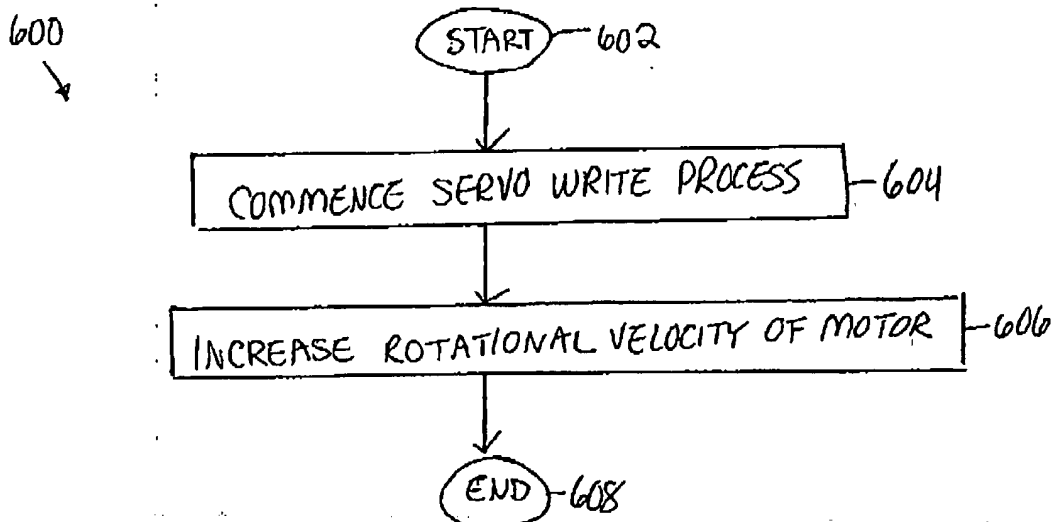 600
START 602
COMMENCE SERVO WRITE PROCESS 604
INCREASE ROTATIONAL VELOCITY OF MOTOR 606
END 608